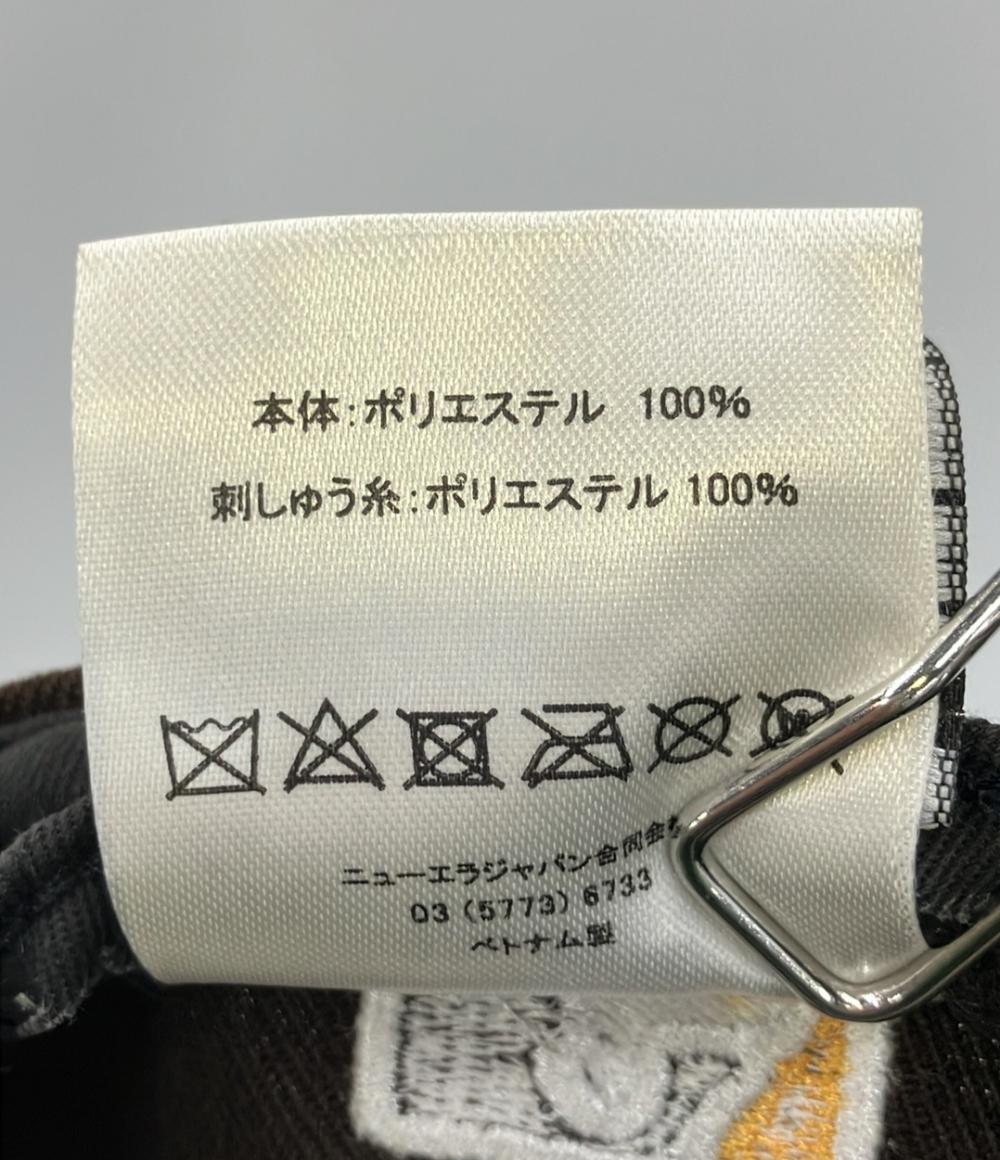 本体:ポリエステル 100%
刺しゅう糸:ポリエステル 100%
ニューエラジャパン合同会
03 (5773) 6733
ベトナム製